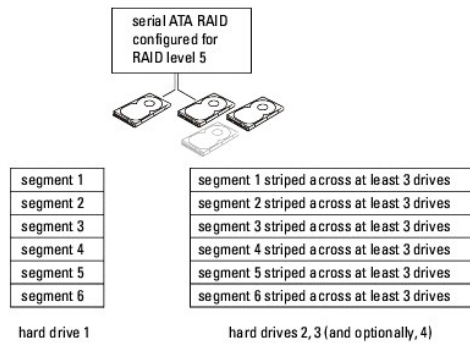 serial ATA RAID
configured for
RAID level 5
segment 1
segment 2
segment 3
segment 4
segment 5
segment 6
segment 1 striped across at least 3 drives
segment 2 striped across at least 3 drives
segment 3 striped across at least 3 drives
segment 4 striped across at least 3 drives
segment 5 striped across at least 3 drives
segment 6 striped across at least 3 drives
hard drive 1
hard drives 2, 3 (and optionally, 4)